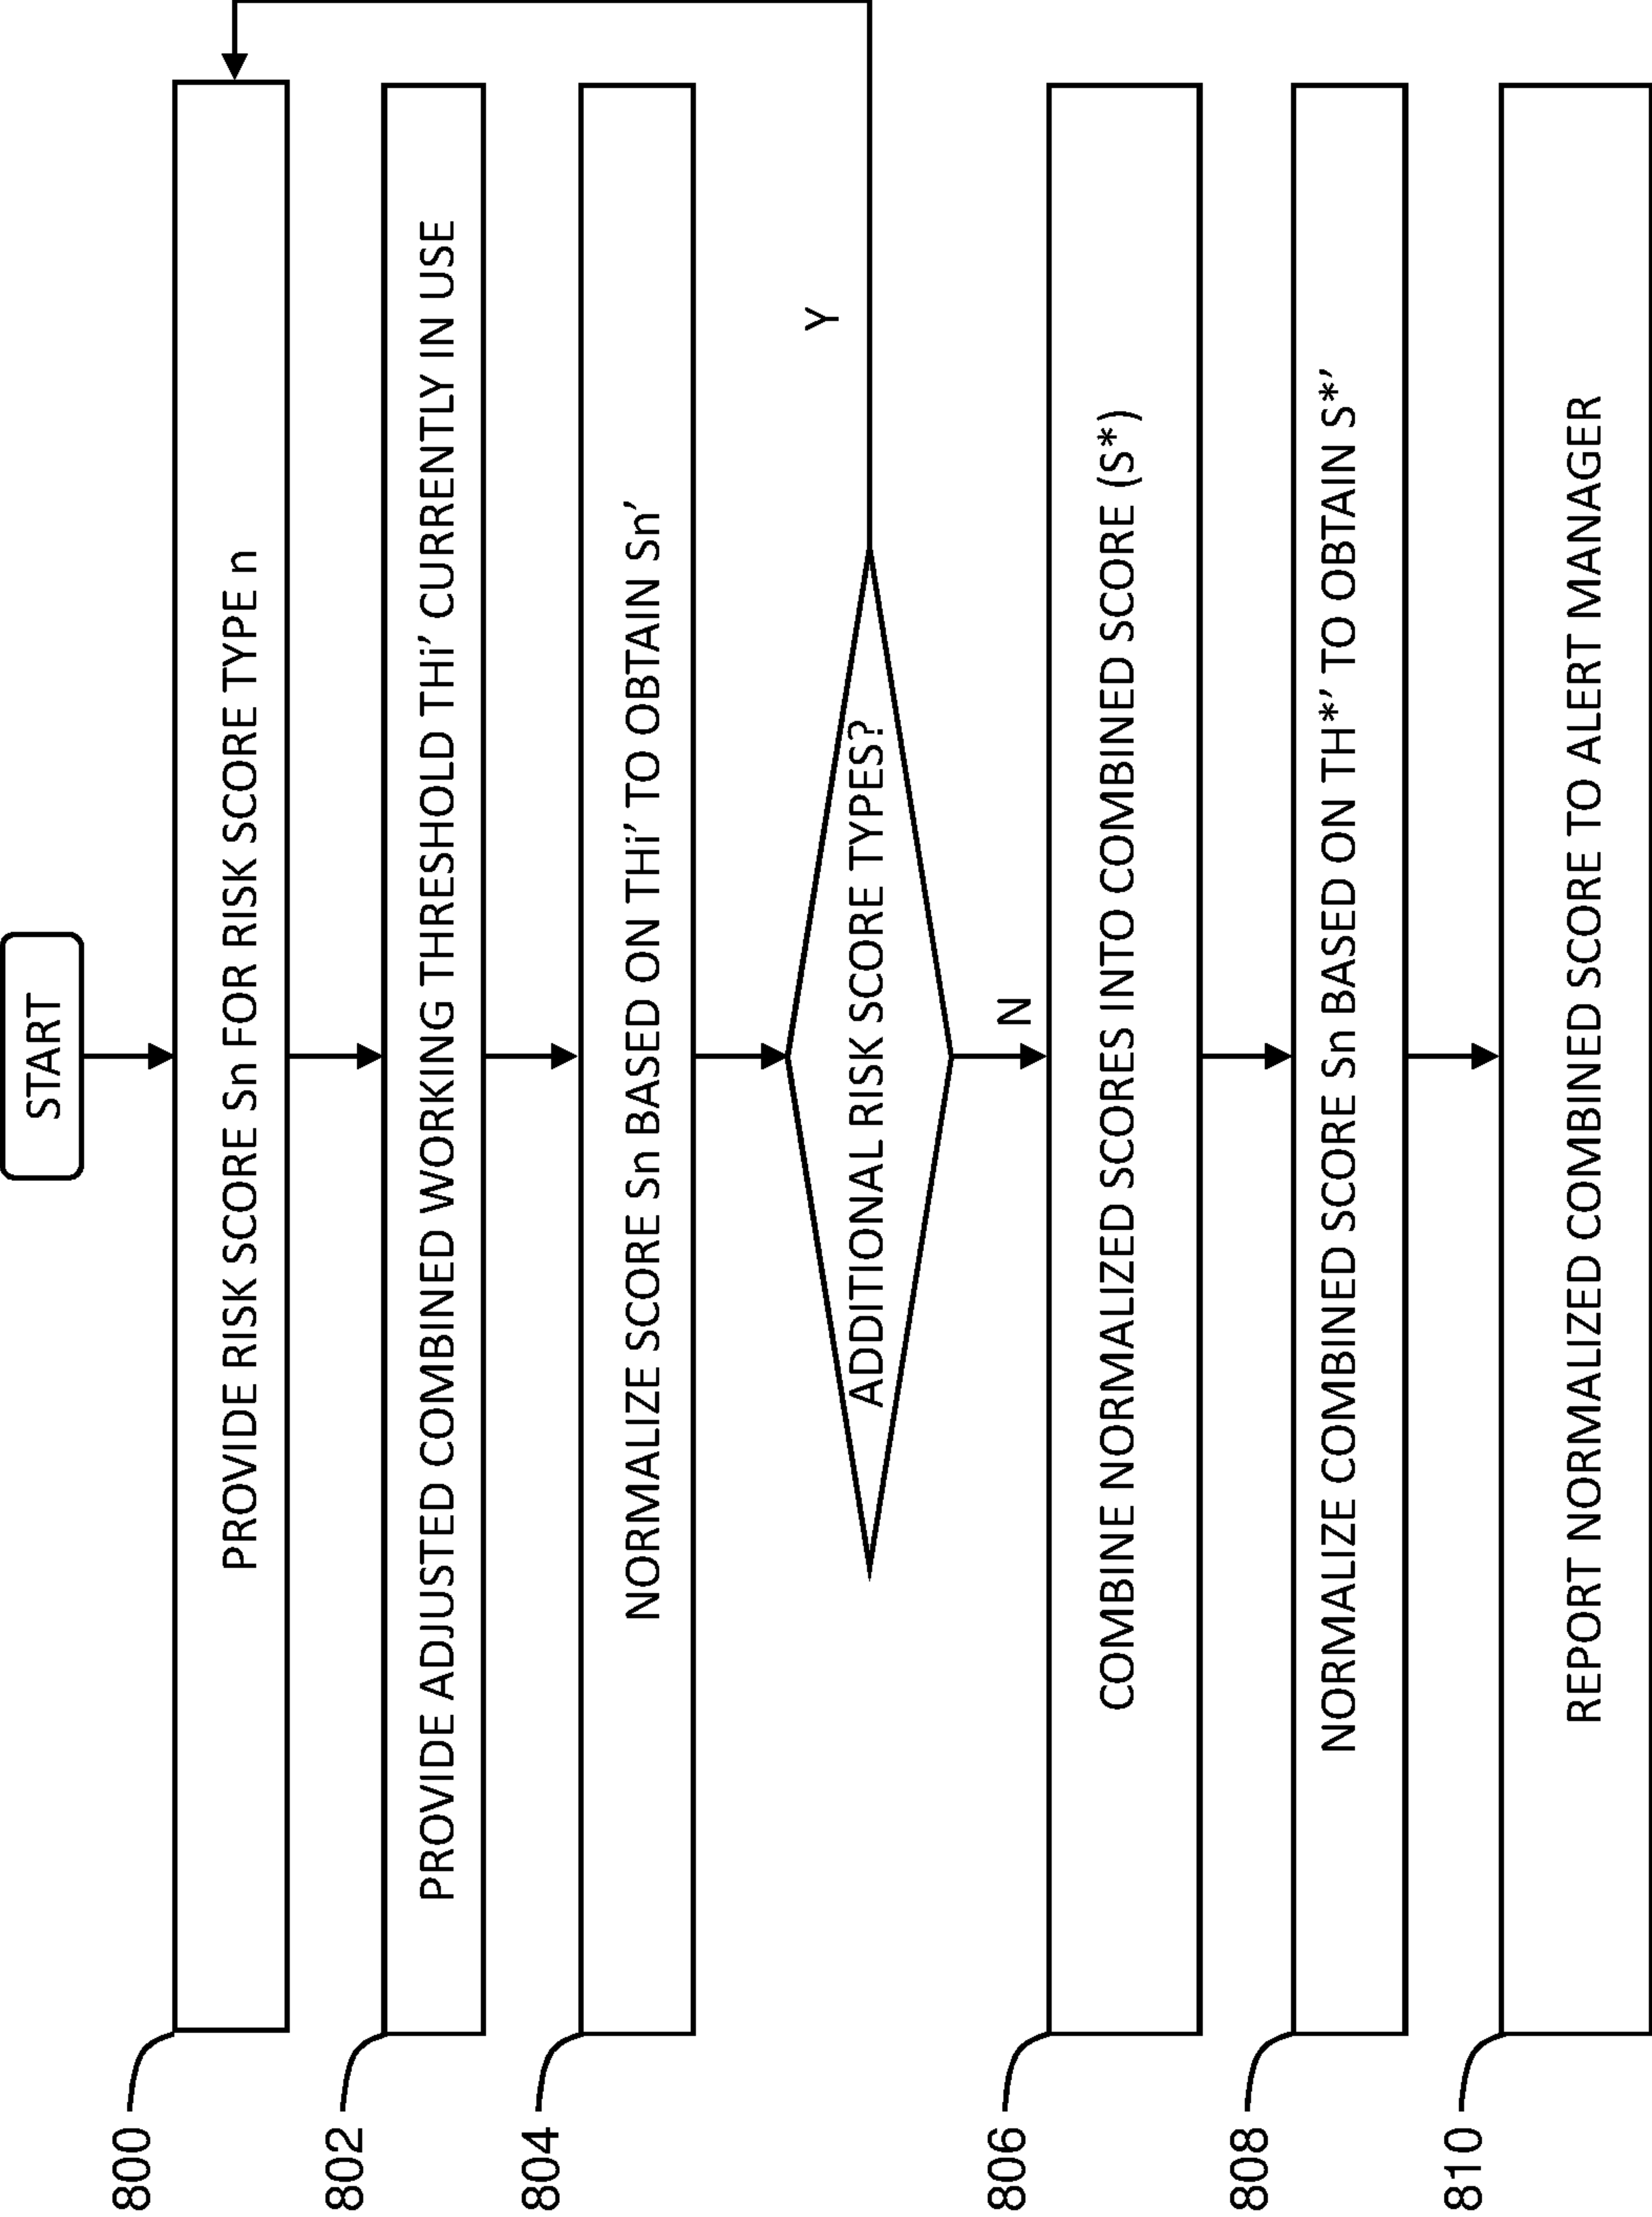 START
800
PROVIDE RISK SCORE Sn FOR RISK SCORE TYPE n
802
PROVIDE ADJUSTED COMBINED WORKING THRESHOLD THi’ CURRENTLY IN USE
804
NORMALIZE SCORE Sn BASED ON THi’ TO OBTAIN Sn’
ADDITIONAL RISK SCORE TYPES?
Y
N
806
COMBINE NORMALIZED SCORES INTO COMBINED SCORE (S*)
808
NORMALIZE COMBINED SCORE Sn BASED ON TH*’ TO OBTAIN S*’
810
REPORT NORMALIZED COMBINED SCORE TO ALERT MANAGER